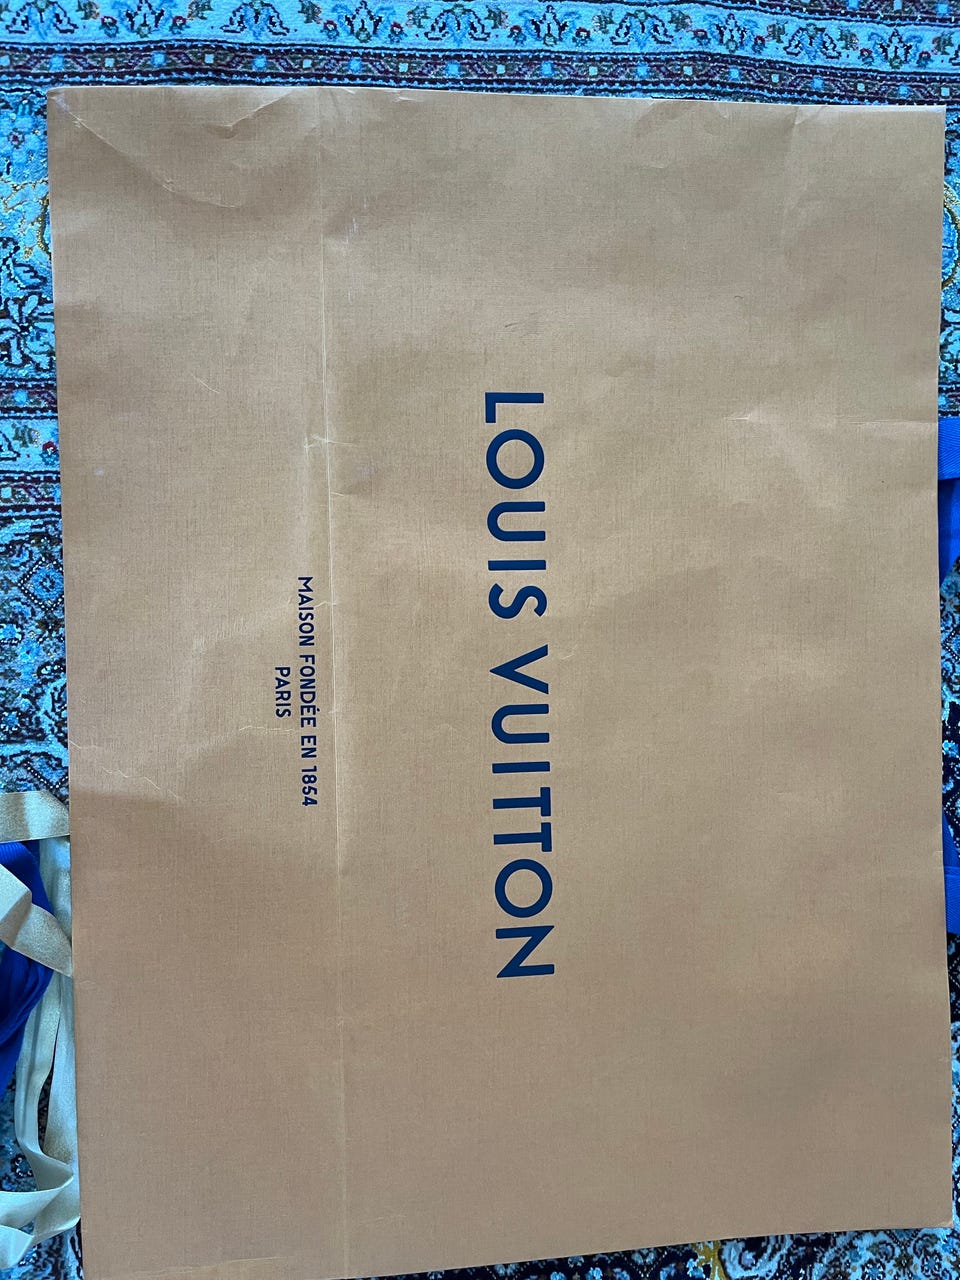 LOUIS VUITTON
MAISON FONDÉE EN 1854
PARIS